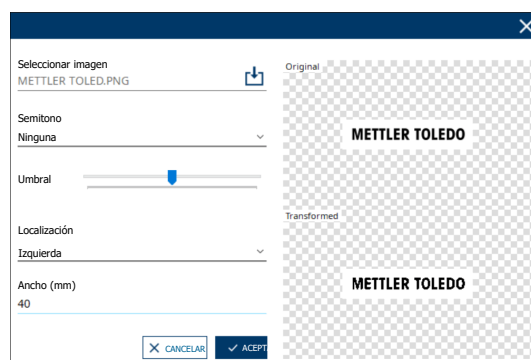 Seleccionar imagen
METTLER TOLED.PNG
Semitono
Ninguna
Umbral
Localización
Izquierda
Ancho (mm)
40
CANCELAR
ACEPT
Original
METTLER TOLEDO
Transformed
METTLER TOLEDO